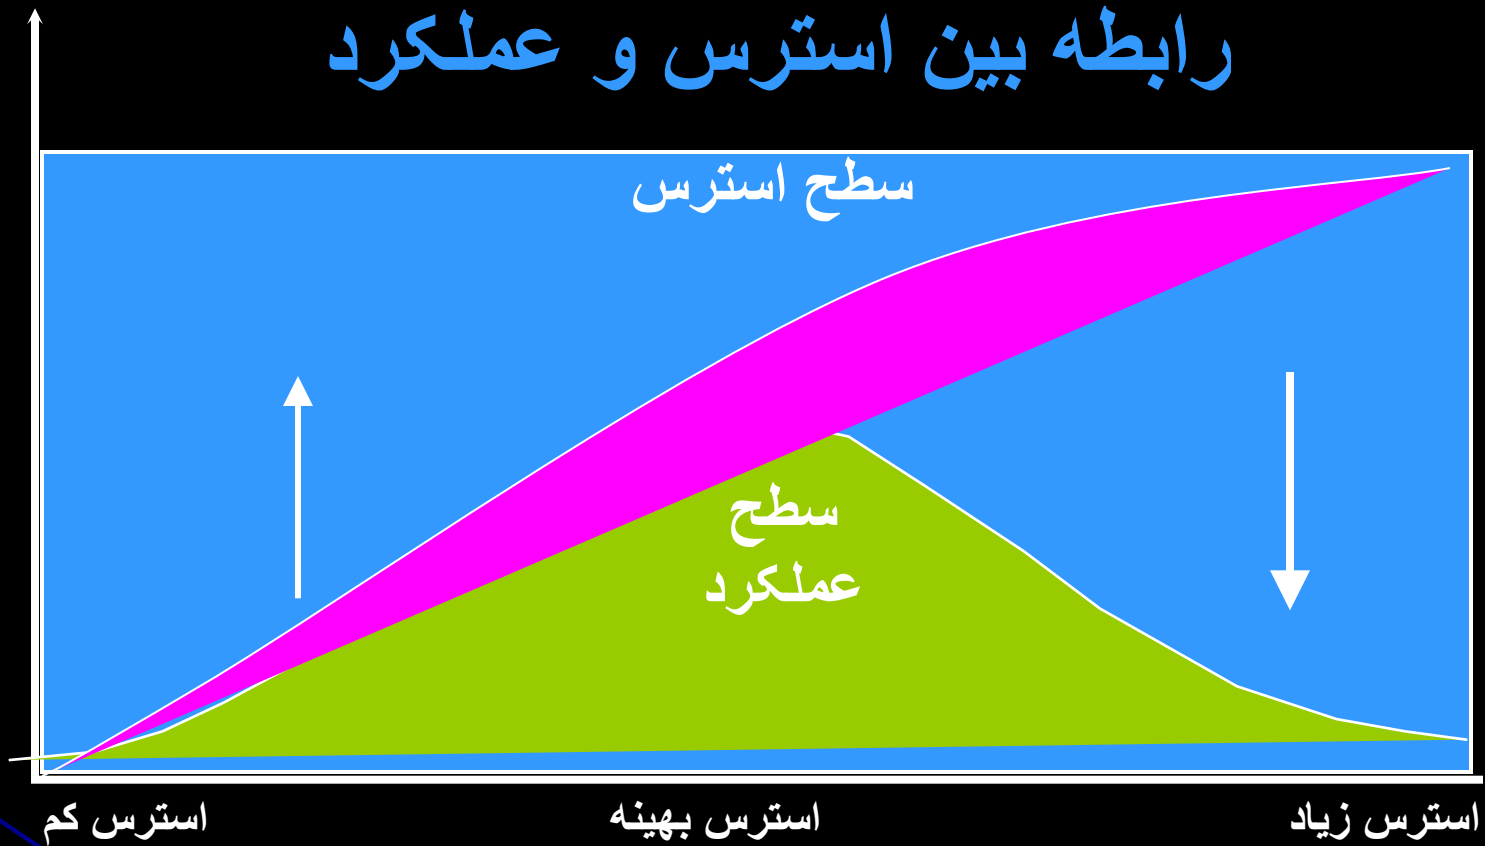 رابطه بین استرس و عملکرد
سطح استرس
سطح
عملکرد
استرس کم
استرس بهینه
استرس زیاد